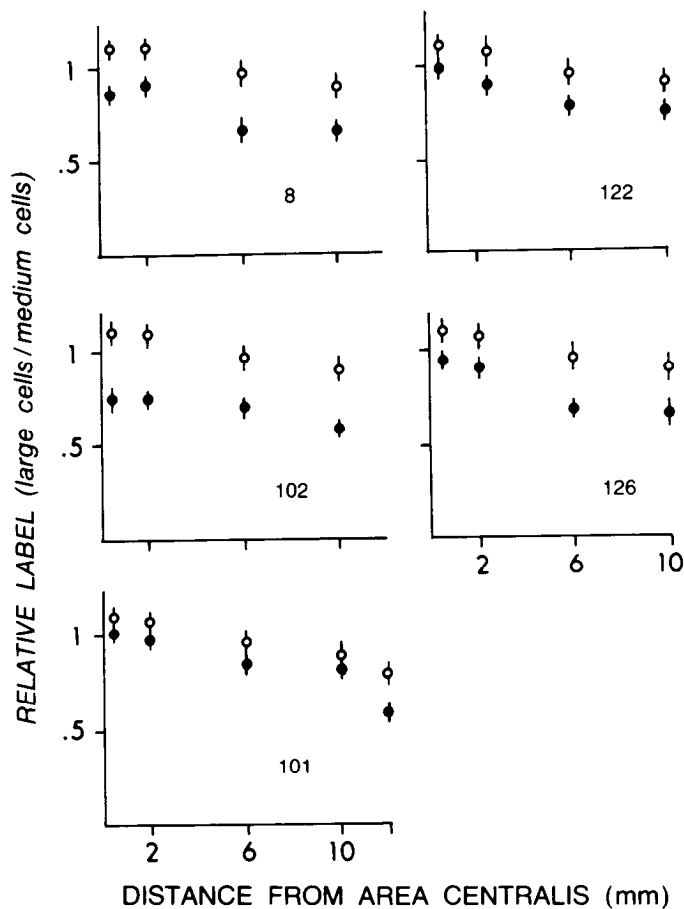 RELATIVE LABEL (large cells/medium cells)
1
.5
8
122
1
.5
102
126
2 6 10
1
.5
101
2 6 10
DISTANCE FROM AREA CENTRALIS (mm)